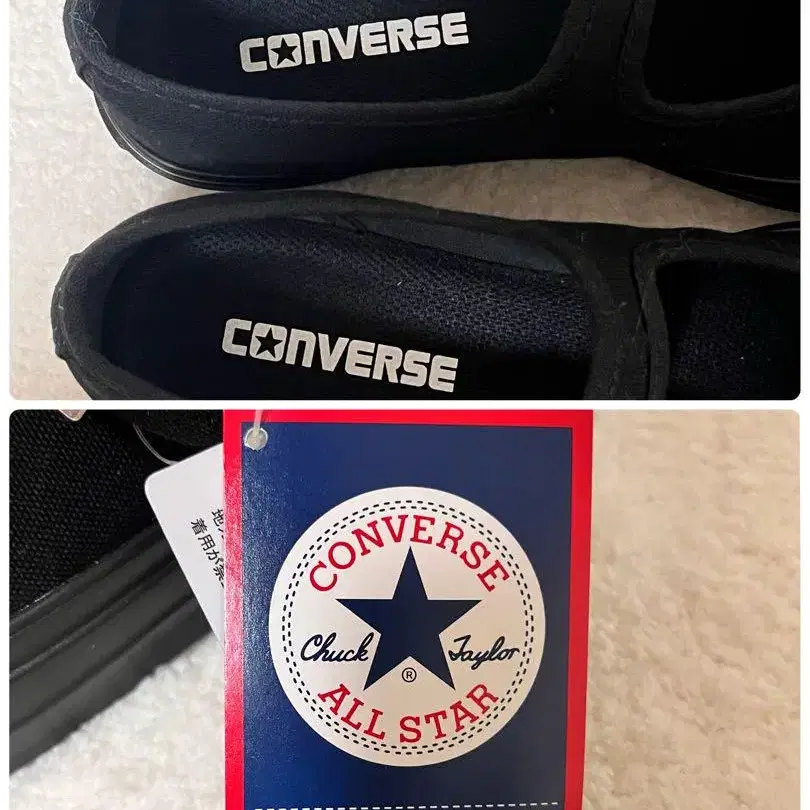 CONVERSE
CONVERSE
CONVERSE
Chuck Taylor
®
ALL STAR
着用が